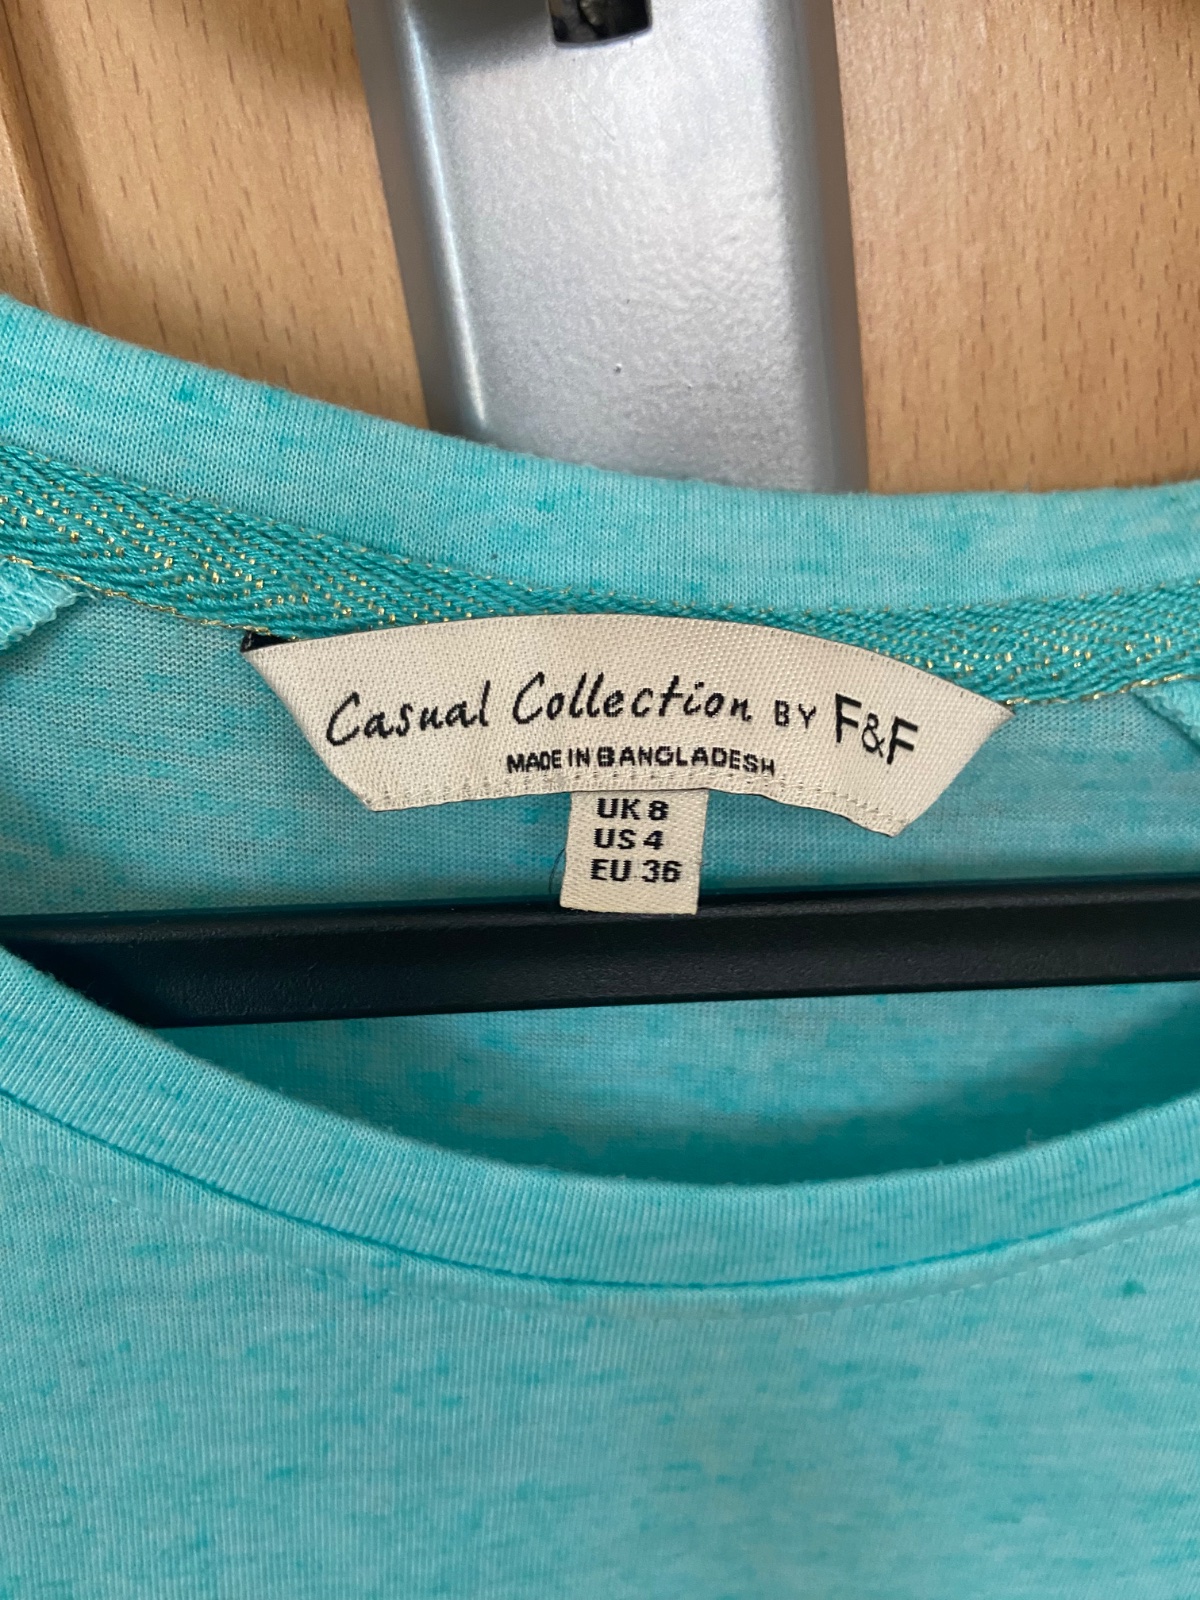 Casual Collection BY F&F
MADE IN BANGLADESH
UK 8
US 4
EU 36